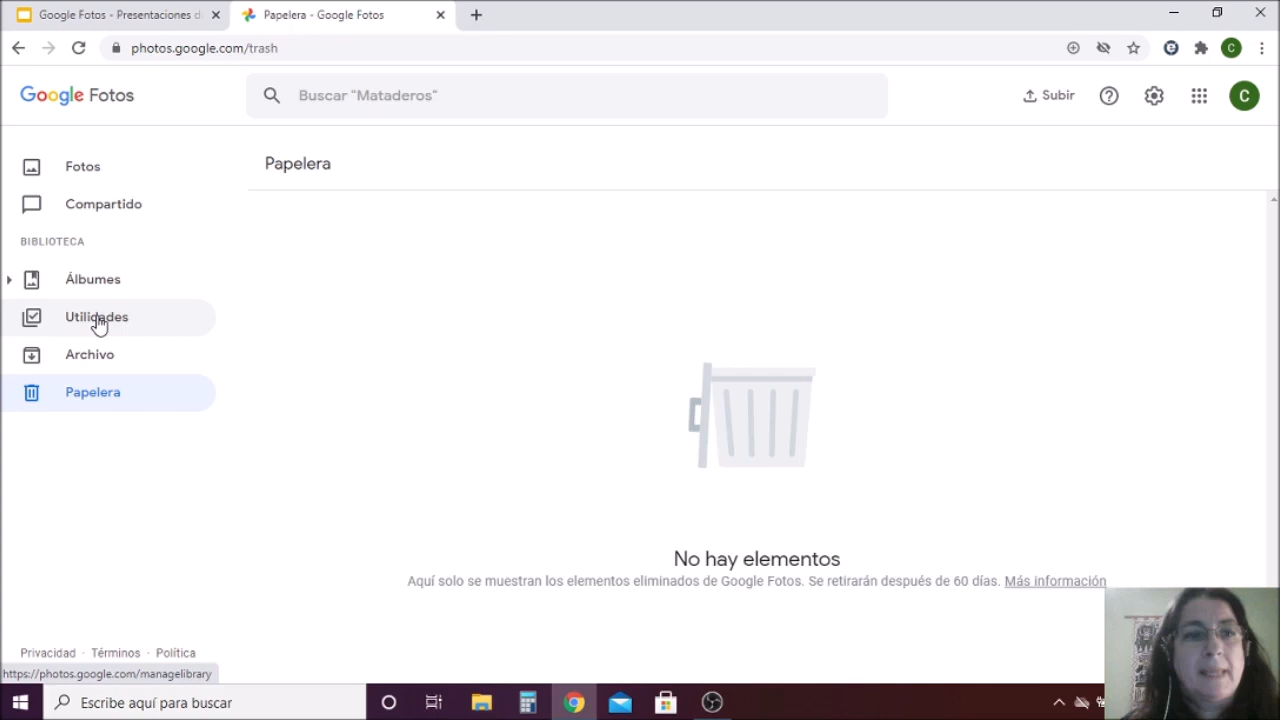 Google Fotos - Presentaciones d
Papelera - Google Fotos
photos.google.com/trash
C
Google Fotos
Buscar "Mataderos"
Subir
C
Fotos
Compartido
BIBLIOTECA
Álbumes
Utilidades
Archivo
Papelera
Papelera
No hay elementos
Aquí solo se muestran los elementos eliminados de Google Fotos. Se retirarán después de 60 días. Más información
Privacidad · Términos · Política
https://photos.google.com/managelibrary
Escribe aquí para buscar